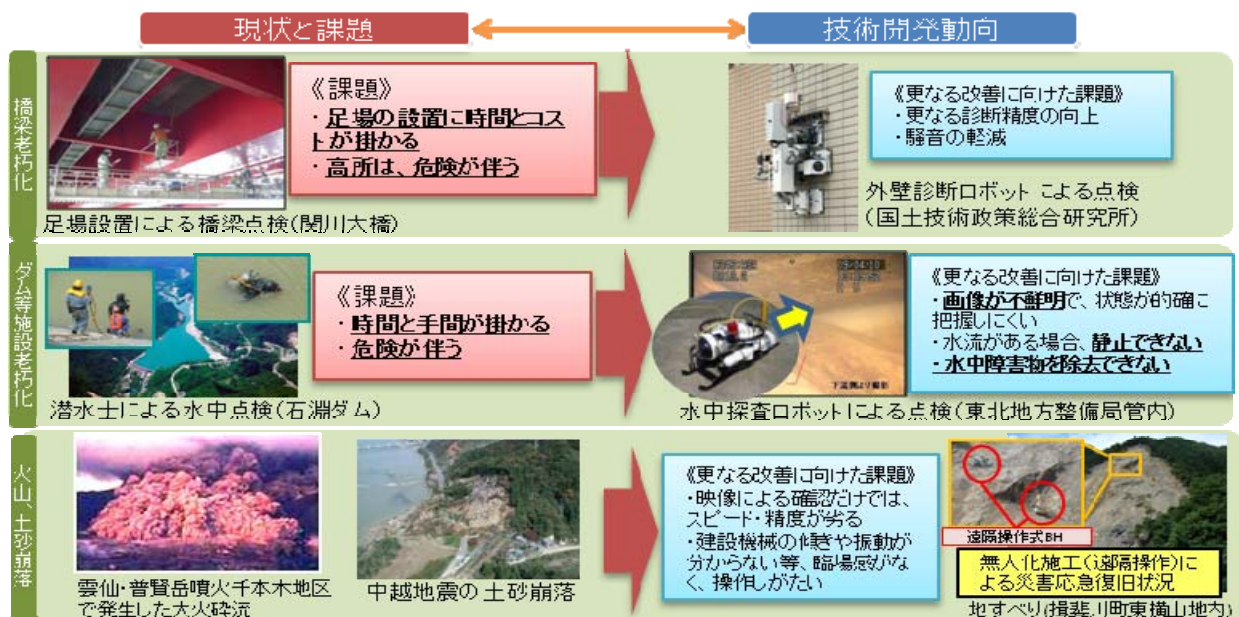 現状と課題
技術開発動向
橋梁老朽化
《課題》
・足場の設置に時間とコス
トが掛かる
・高所は、危険が伴う
足場設置による橋梁点検(関川大橋)
《更なる改善に向けた課題》
・更なる診断精度の向上
・騒音の軽減
外壁診断ロボット による点検
(国土技術政策総合研究所)
ダム等施設老朽化
《課題》
・時間と手間が掛かる
・危険が伴う
潜水士による水中点検(石淵ダム)
下流側より撮影
水中探査ロボットによる点検(東北地方整備局管内)
《更なる改善に向けた課題》
・画像が不鮮明で、状態が的確に
把握しにくい
・水流がある場合、静止できない
・水中障害物を除去できない
火山、土砂崩落
雲仙・普賢岳噴火千本木地区
で発生した大火砕流
中越地震の土砂崩落
《更なる改善に向けた課題》
・映像による確認だけでは、
スピード・精度が劣る
・建設機械の傾きや振動が
分からない等、臨場感がな
く、操作しがたい
遠隔操作式BH
無人化施工(遠隔操作)に
よる災害応急復旧状況
地すべり(揖斐川町東横山地内)